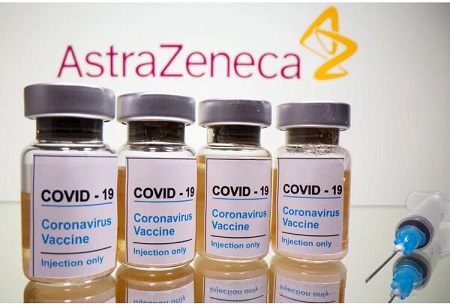 AstraZeneca
COVID - 19
Coronavirus
Vaccine
Injection only
COVID - 19
Coronavirus
Vaccine
Injection only
COVID - 19
Coronavirus
Vaccine
Injection only
COVID - 19
Coronavirus
Vaccine
Injection only